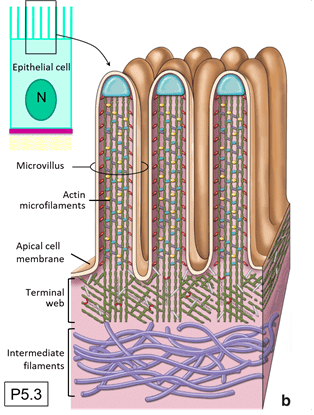 Epithelial cell
N
Microvillus
Actin
microfilaments
Apical cell
membrane
Terminal
web
Intermediate
filaments
P5.3
b